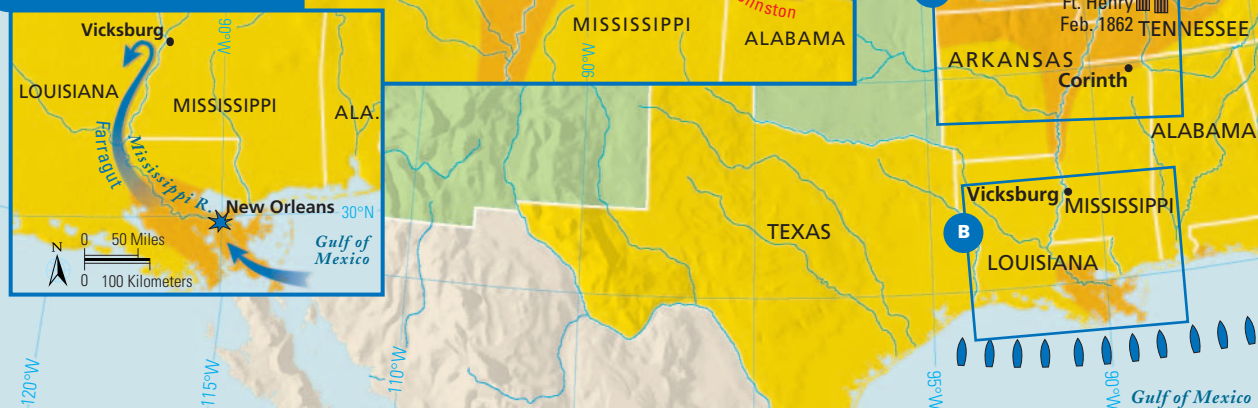 Vicksburg
90°W
LOUISIANA
MISSISSIPPI
ALA.
Farragut
Mississippi R.
New Orleans
30°N
Gulf of
Mexico
N
0 50 Miles
0 100 Kilometers
MISSISSIPPI
ALABAMA
90°W
Ft. Henry
Feb. 1862
TENNESSEE
ARKANSAS
Corinth
ALABAMA
Vicksburg
MISSISSIPPI
TEXAS
B
LOUISIANA
120°W
115°W
110°W
95°W
90°W
Gulf of Mexico